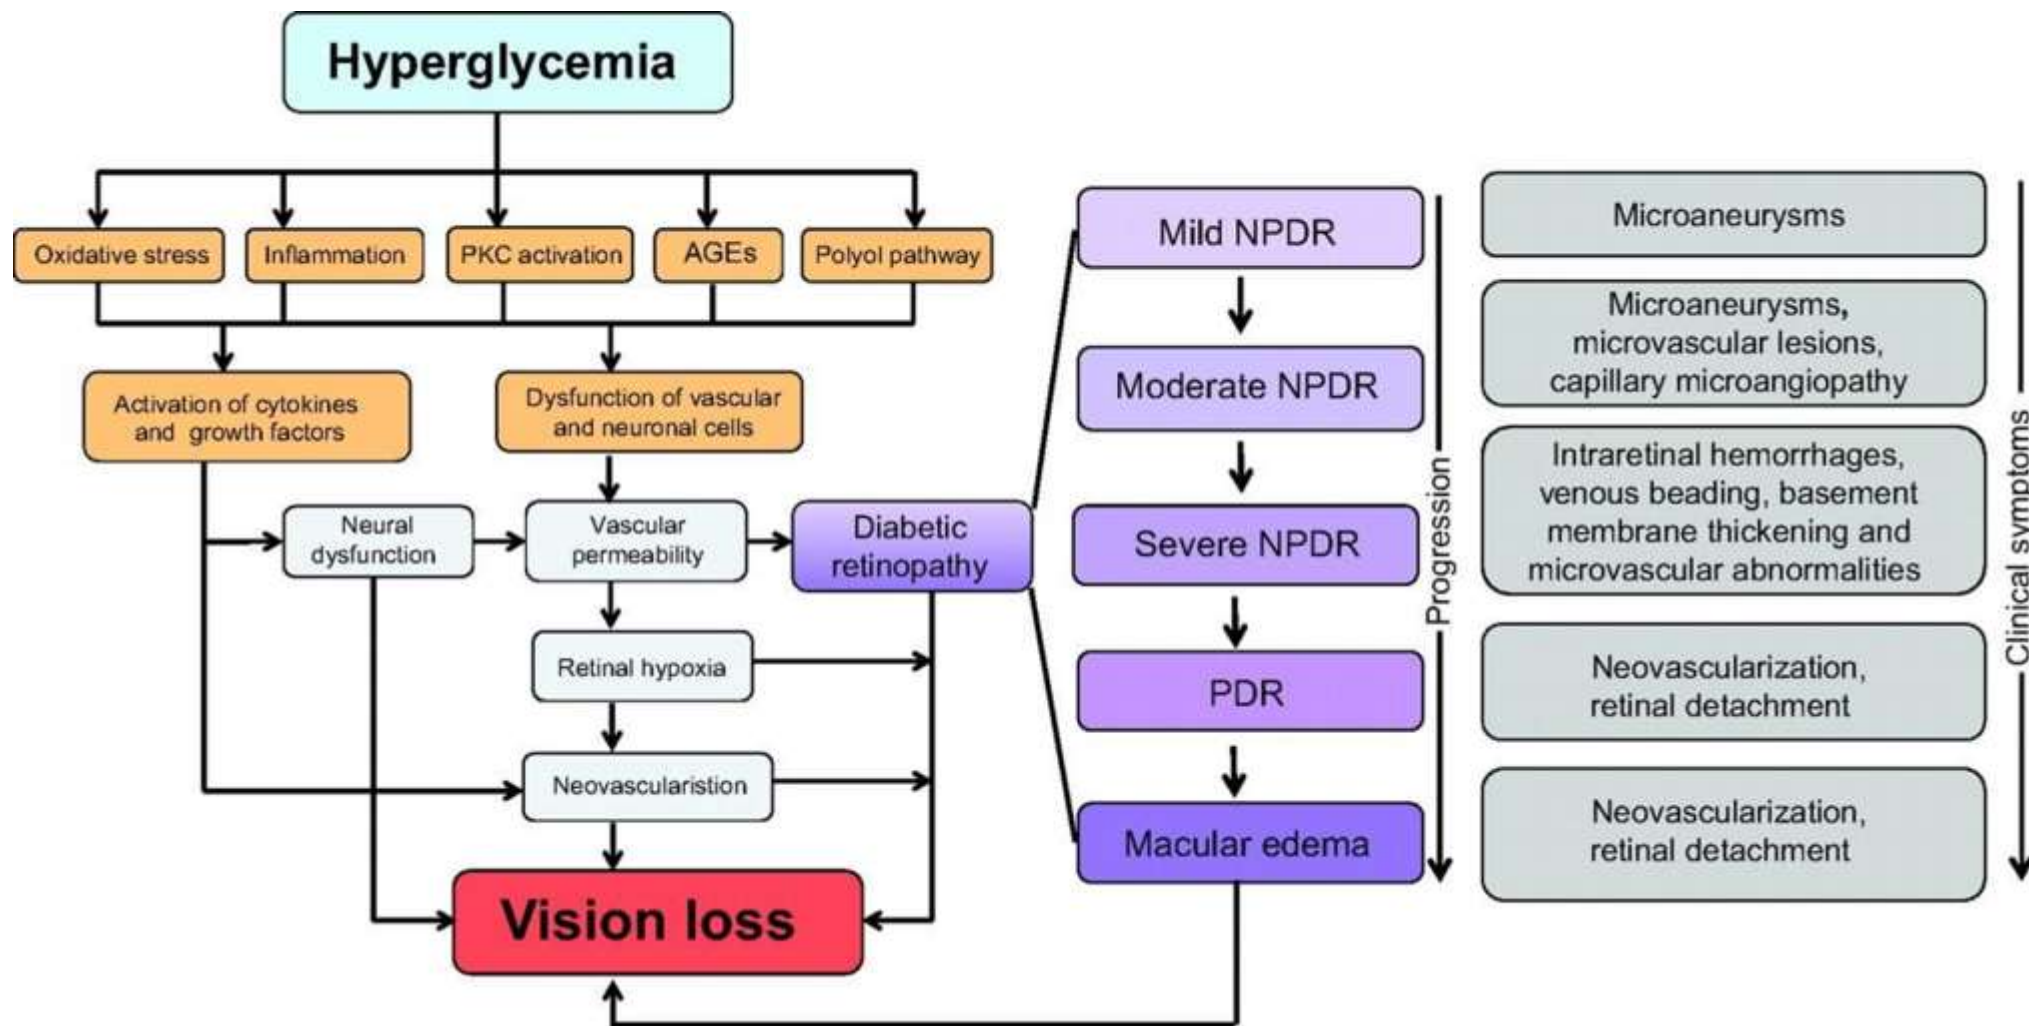 Hyperglycemia
Oxidative stress
Inflammation
PKC activation
AGEs
Polyol pathway
Activation of cytokines
and growth factors
Dysfunction of vascular
and neuronal cells
Neural
dysfunction
Vascular
permeability
Diabetic
retinopathy
Retinal hypoxia
Neovascularistion
Vision loss
Mild NPDR
Moderate NPDR
Severe NPDR
PDR
Macular edema
Progression
Microaneurysms
Microaneurysms,
microvascular lesions,
capillary microangiopathy
Intraretinal hemorrhages,
venous beading, basement
membrane thickening and
microvascular abnormalities
Neovascularization,
retinal detachment
Neovascularization,
retinal detachment
Clinical symptoms